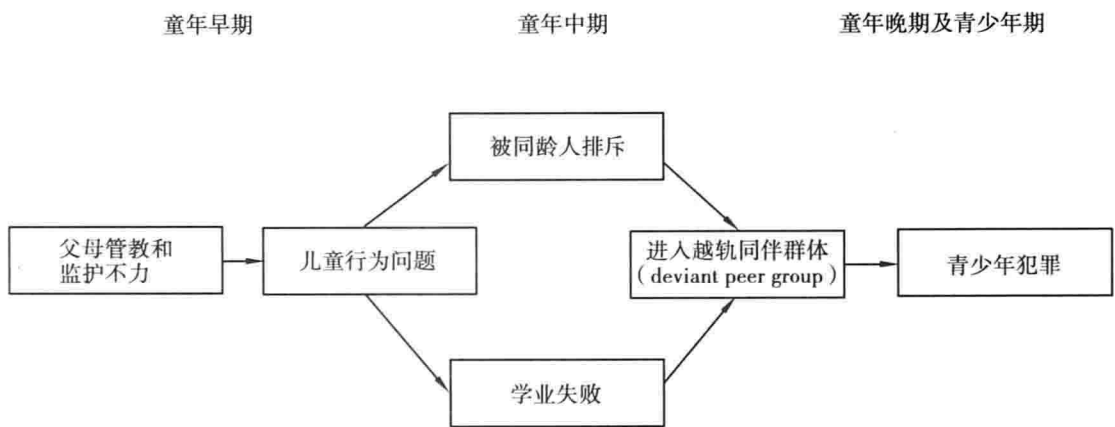 童年早期
童年中期
童年晚期及青少年期
被同龄人排斥
父母管教和
监护不力
儿童行为问题
进入越轨同伴群体
（deviant peer group）
青少年犯罪
学业失败